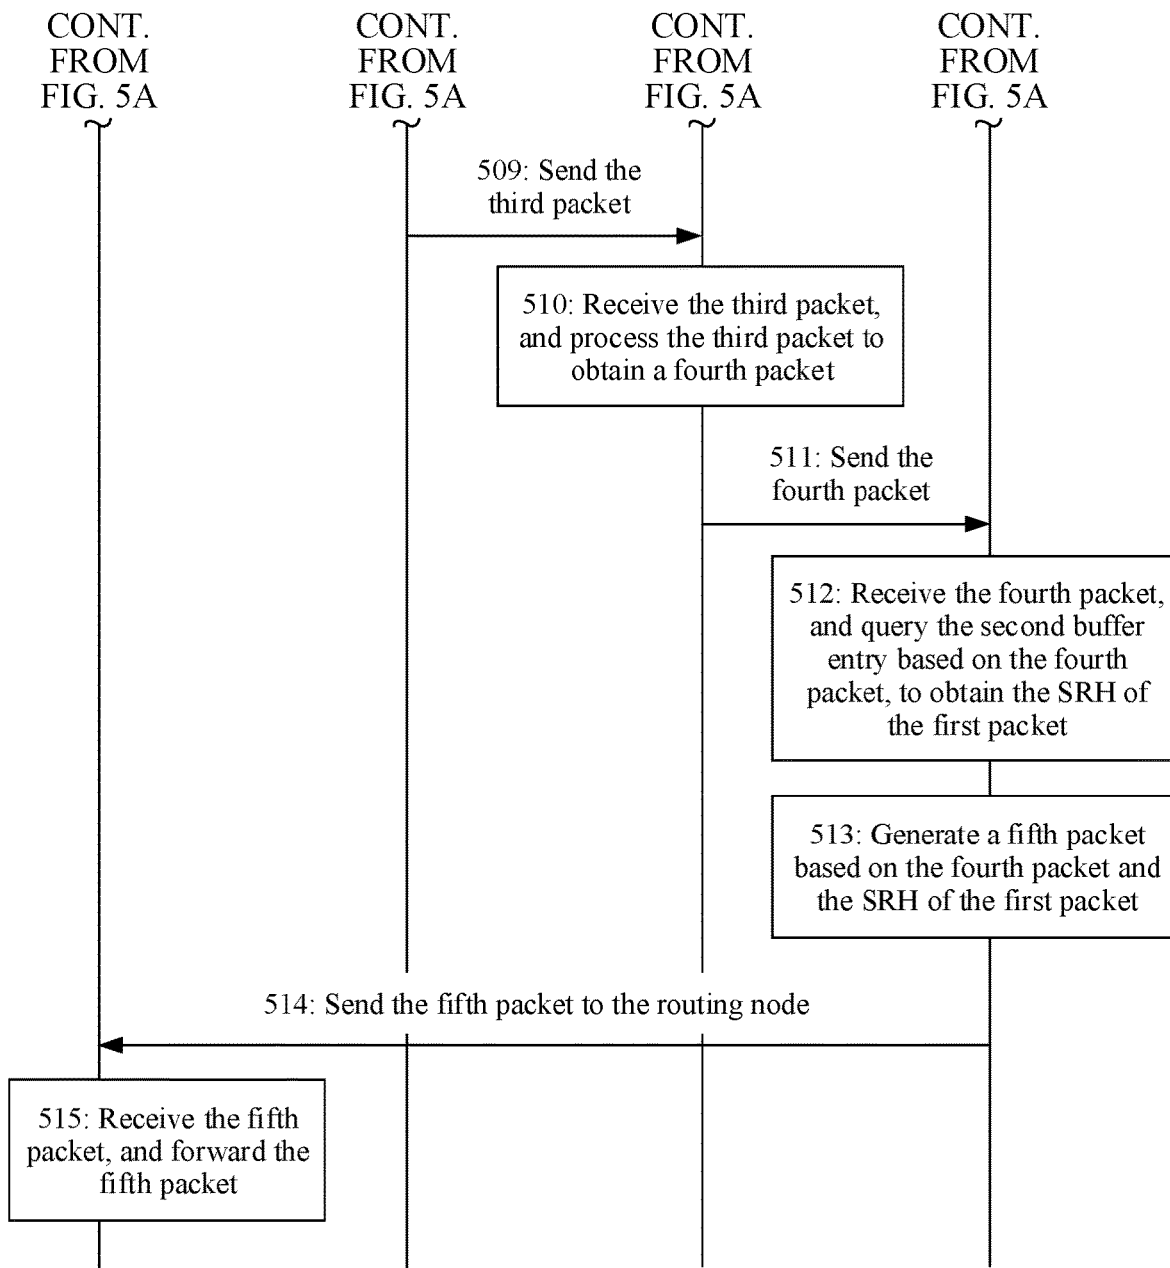 CONT.
FROM
FIG. 5A
CONT.
FROM
FIG. 5A
CONT.
FROM
FIG. 5A
CONT.
FROM
FIG. 5A
509: Send the
third packet
510: Receive the third packet,
and process the third packet to
obtain a fourth packet
511: Send the
fourth packet
512: Receive the fourth packet,
and query the second buffer
entry based on the fourth
packet, to obtain the SRH of
the first packet
513: Generate a fifth packet
based on the fourth packet and
the SRH of the first packet
514: Send the fifth packet to the routing node
515: Receive the fifth
packet, and forward the
fifth packet